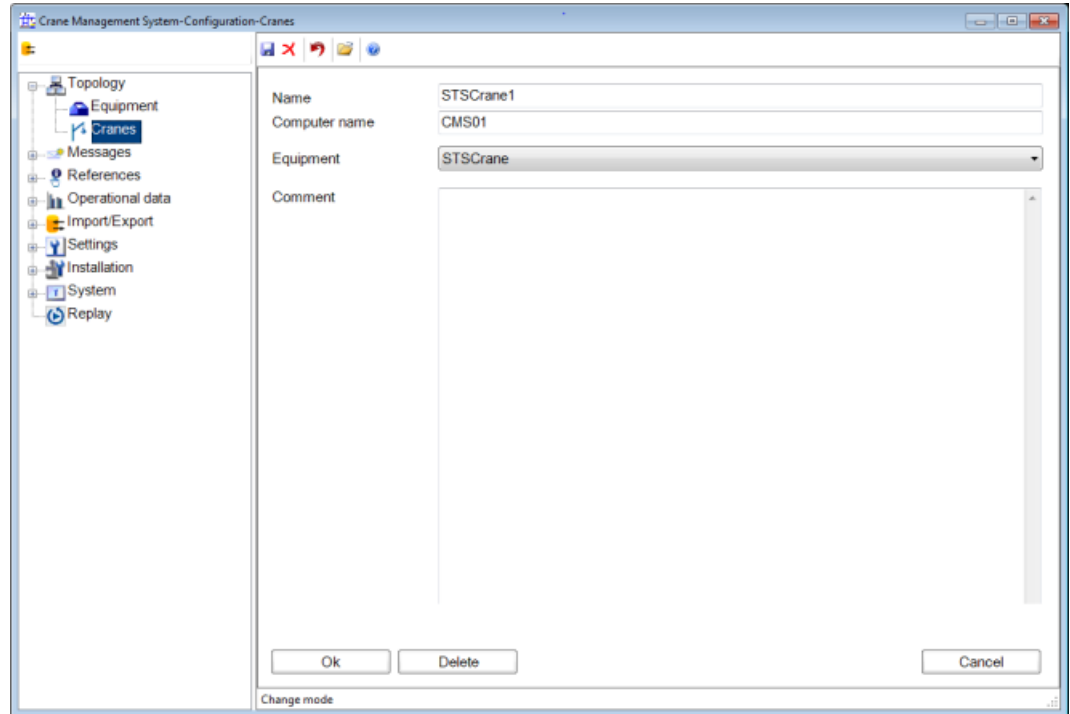 Crane Management System-Configuration-Cranes
Topology
Equipment
Cranes
Messages
References
Operational data
Import/Export
Settings
Installation
System
Replay
Name STSCrane1
Computer name CMS01
Equipment STSCrane
Comment
Ok Delete Cancel
Change mode